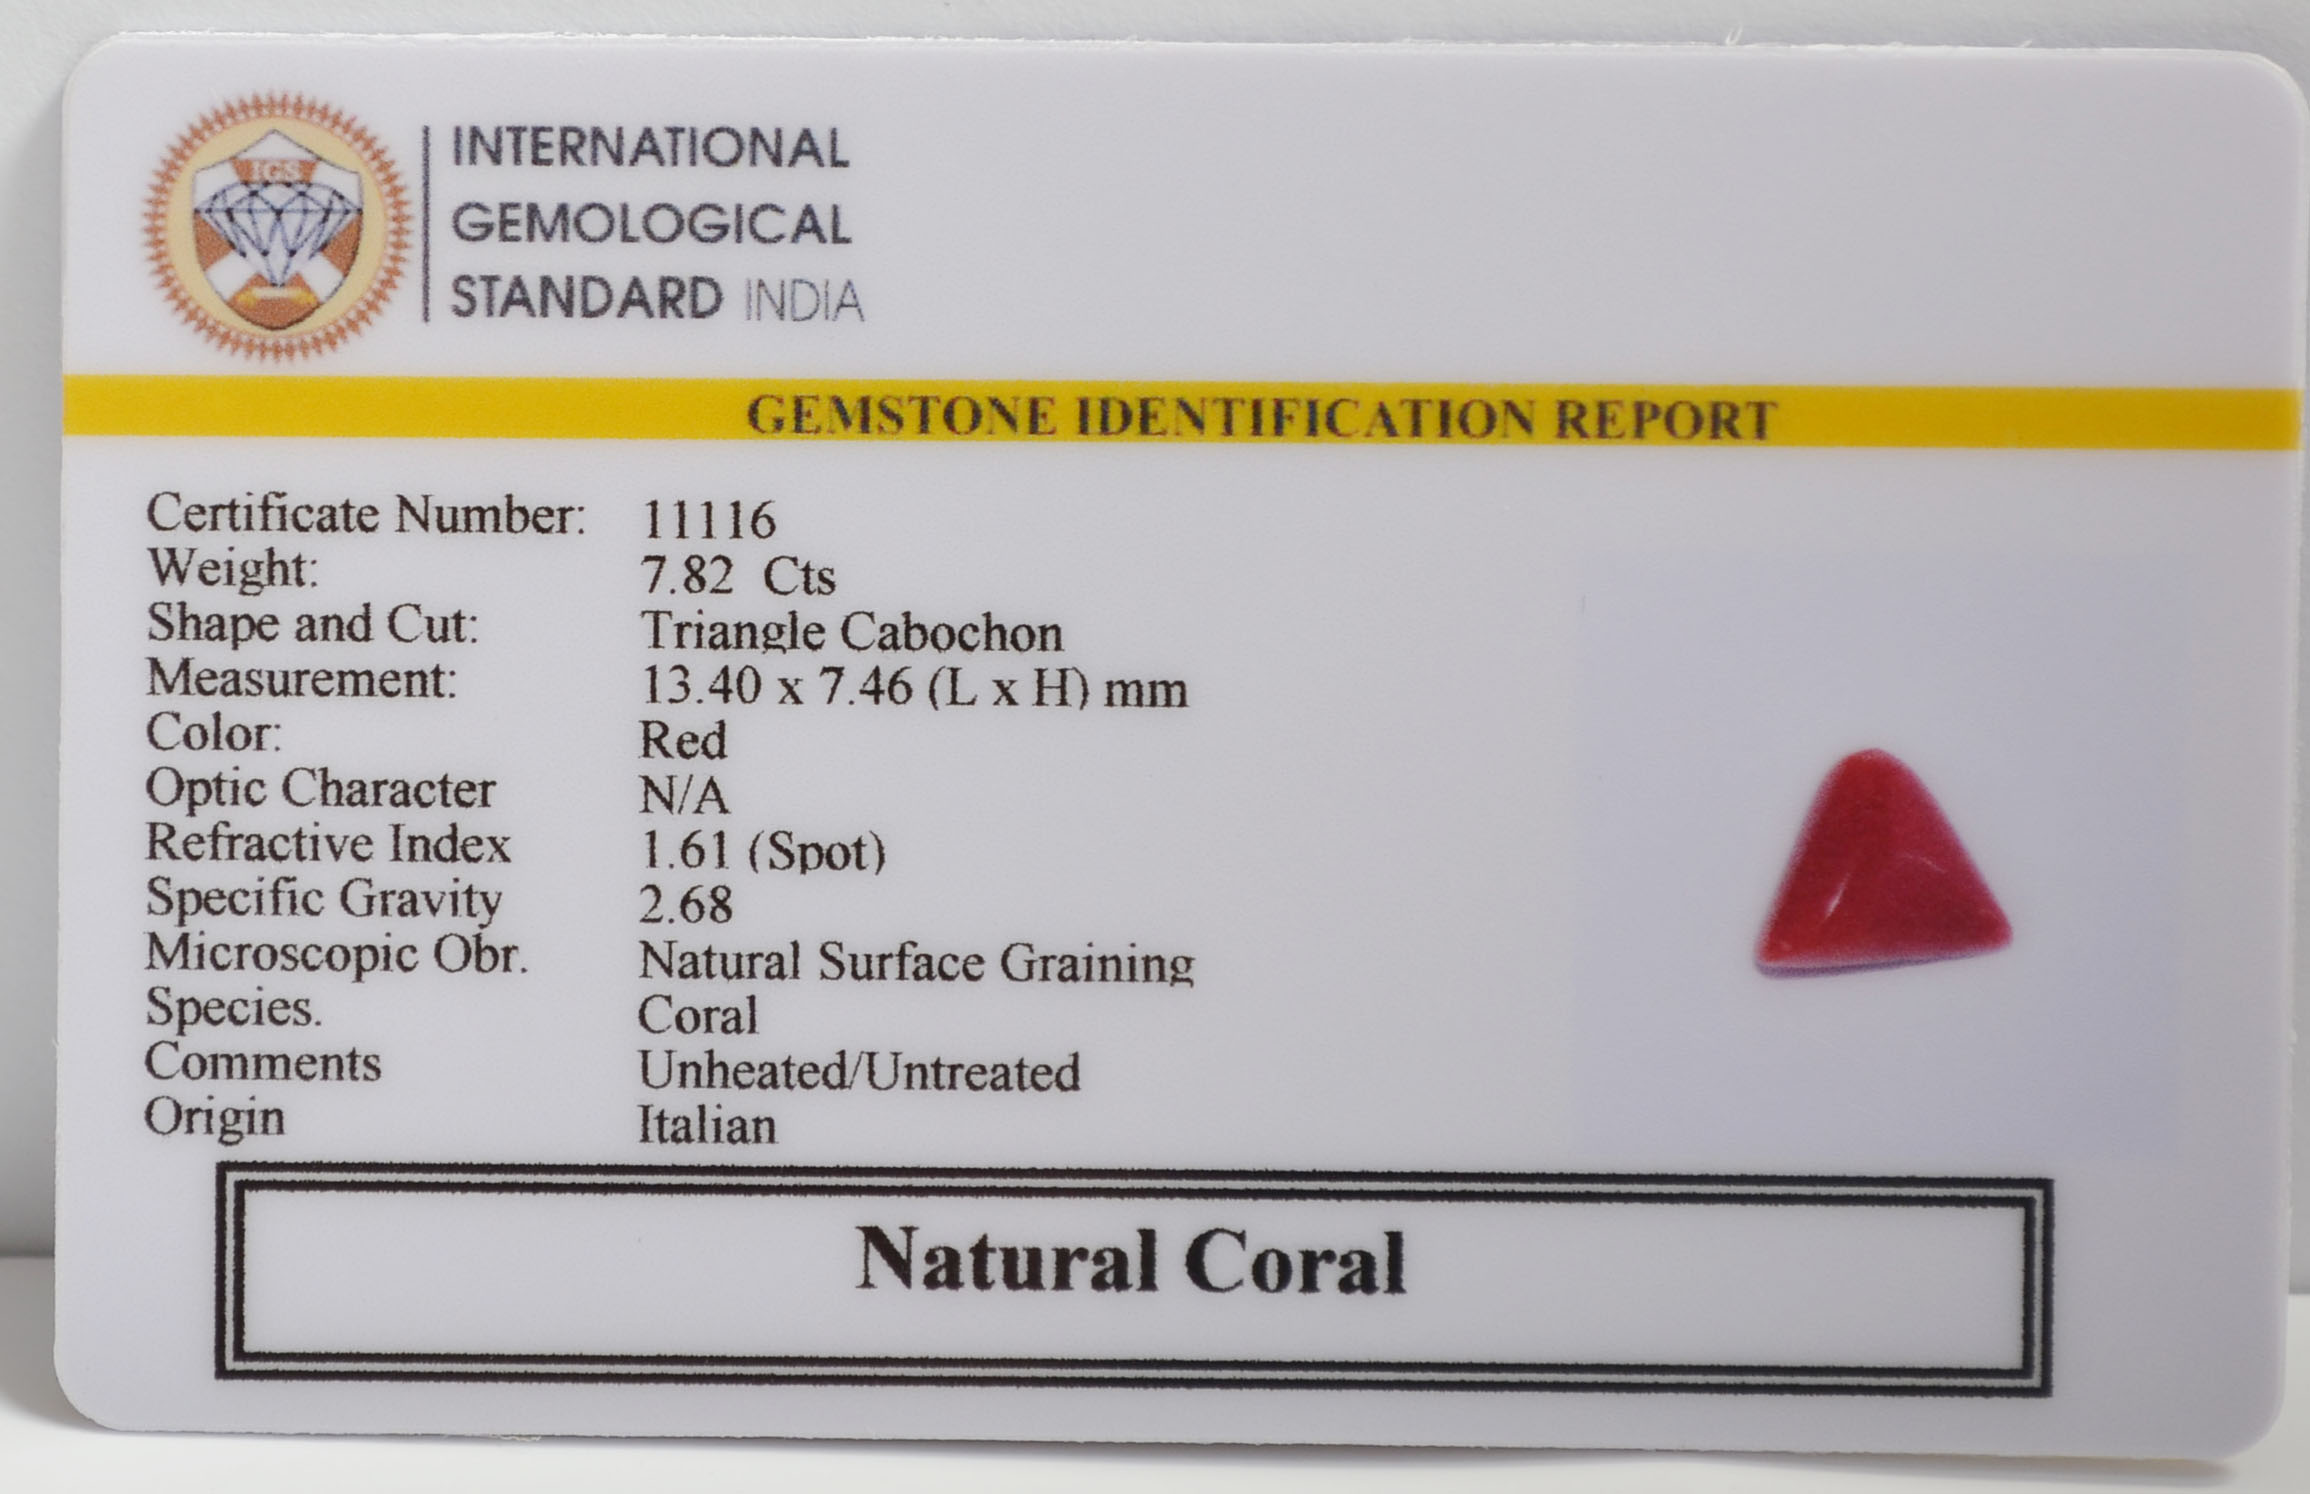 IGS
INTERNATIONAL
GEMOLOGICAL
STANDARD INDIA
GEMSTONE IDENTIFICATION REPORT
Certificate Number: 11116
Weight: 7.82 Cts
Shape and Cut: Triangle Cabochon
Measurement: 13.40 x 7.46 (L x H) mm
Color: Red
Optic Character N/A
Refractive Index 1.61 (Spot)
Specific Gravity 2.68
Microscopic Obr. Natural Surface Graining
Species. Coral
Comments Unheated/Untreated
Origin Italian
Natural Coral